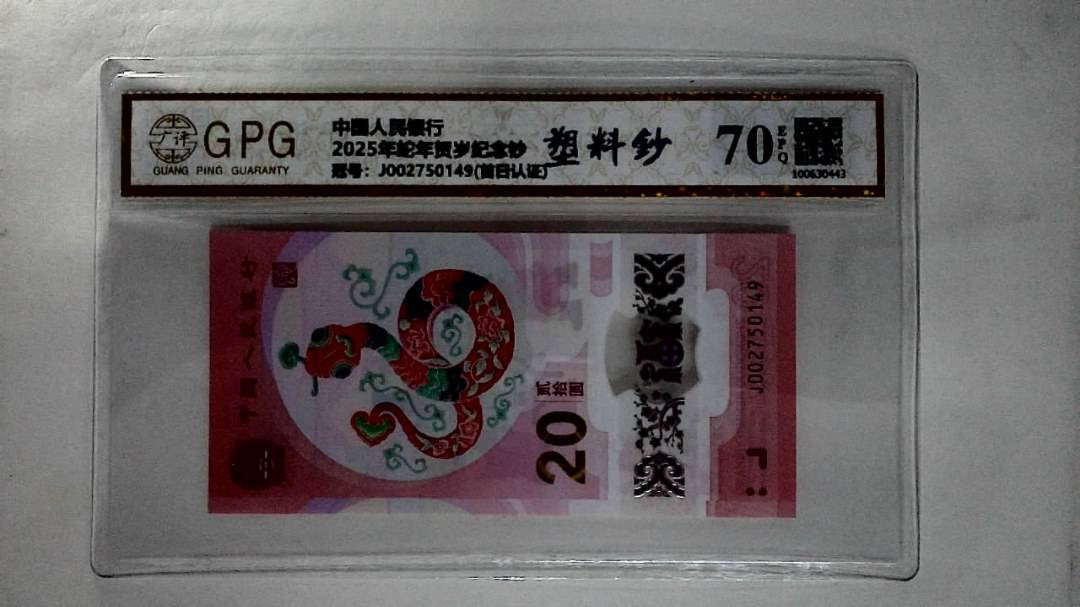 GPG
GUANG PING GUARANTY
中国人民银行
2025年蛇年贺岁纪念钞
冠号：J002750149(首日认证)
塑料鈔
70
EPQ
100630443
中国人民银行
贰拾圆
20
J002750149